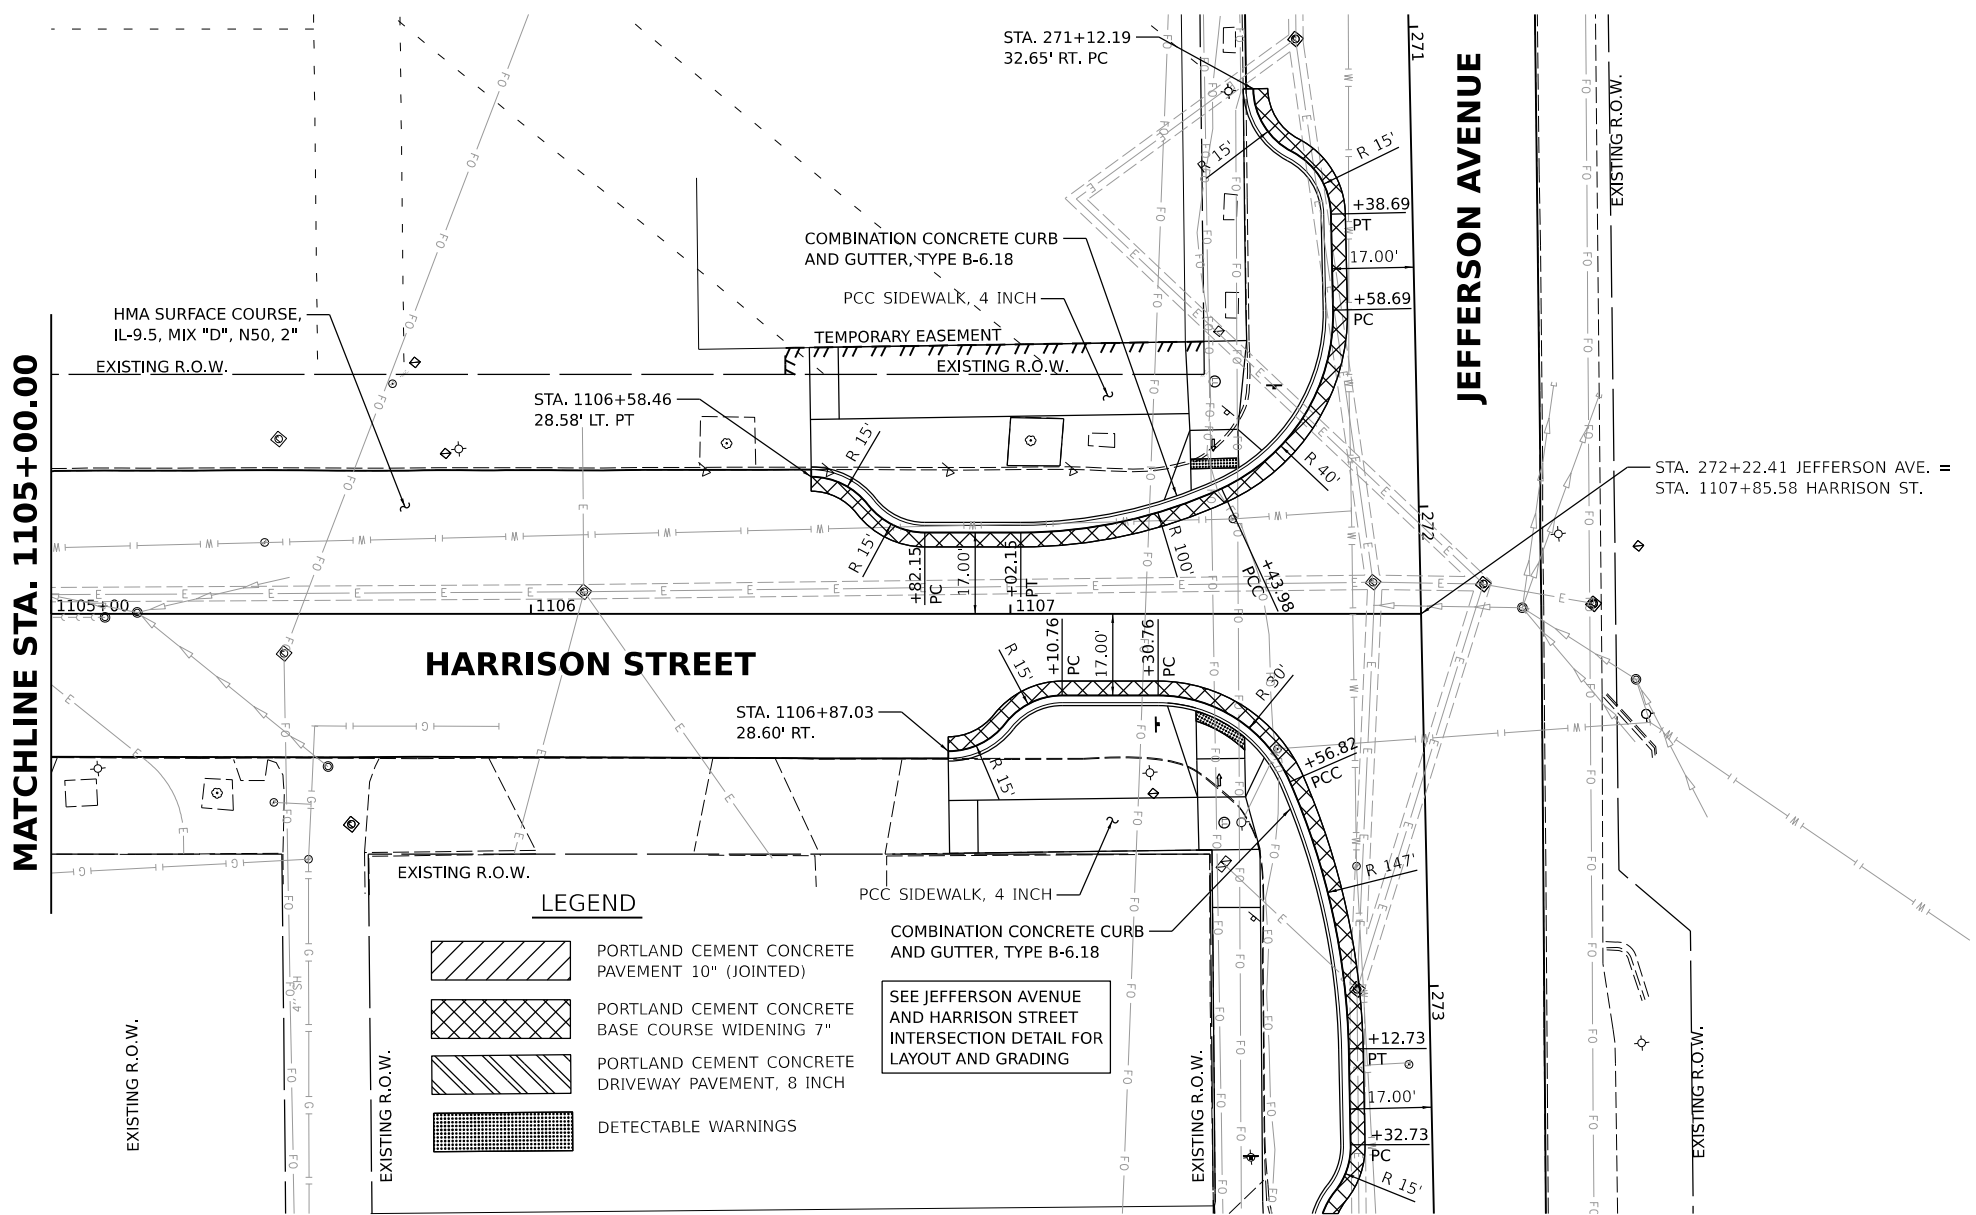 STA. 271+12.19
32.65' RT. PC
271
JEFFERSON AVENUE
EXISTING R.O.W.
R 15'
R 15'
+38.69
PT
17.00'
+58.69
PC
COMBINATION CONCRETE CURB
AND GUTTER, TYPE B-6.18
PCC SIDEWALK, 4 INCH
TEMPORARY EASEMENT
EXISTING R.O.W.
HMA SURFACE COURSE,
IL-9.5, MIX "D", N50, 2"
EXISTING R.O.W.
MATCHLINE STA. 1105+00.00
STA. 1106+58.46
28.58' LT. PT
R 15'
R 15'
+82.15
PC
17.00'
+02.15
PT
R 100'
+43.98
PCC
R 40'
272
STA. 272+22.41 JEFFERSON AVE. =
STA. 1107+85.58 HARRISON ST.
1105+00
1106
1107
HARRISON STREET
R 15'
+10.76
PC
17.00'
+30.76
PC
R 30'
STA. 1106+87.03
28.60' RT.
R 15'
+56.82
PCC
R 147'
EXISTING R.O.W.
PCC SIDEWALK, 4 INCH
COMBINATION CONCRETE CURB
AND GUTTER, TYPE B-6.18
LEGEND
PORTLAND CEMENT CONCRETE
PAVEMENT 10" (JOINTED)
PORTLAND CEMENT CONCRETE
BASE COURSE WIDENING 7"
PORTLAND CEMENT CONCRETE
DRIVEWAY PAVEMENT, 8 INCH
DETECTABLE WARNINGS
SEE JEFFERSON AVENUE
AND HARRISON STREET
INTERSECTION DETAIL FOR
LAYOUT AND GRADING
273
+12.73
PT
17.00'
+32.73
PC
R 15'
EXISTING R.O.W.
EXISTING R.O.W.
EXISTING R.O.W.
EXISTING R.O.W.